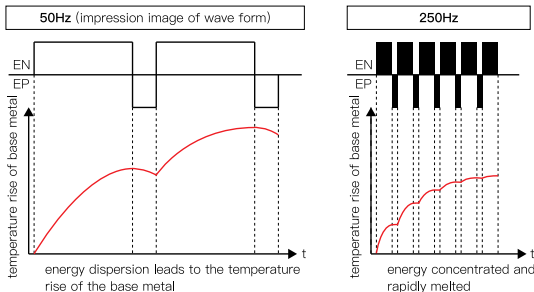 50Hz (impression image of wave form)
EN
EP
temperature rise of base metal
t
energy dispersion leads to the temperature
rise of the base metal
250Hz
EN
EP
temperature rise of base metal
t
energy concentrated and
rapidly melted